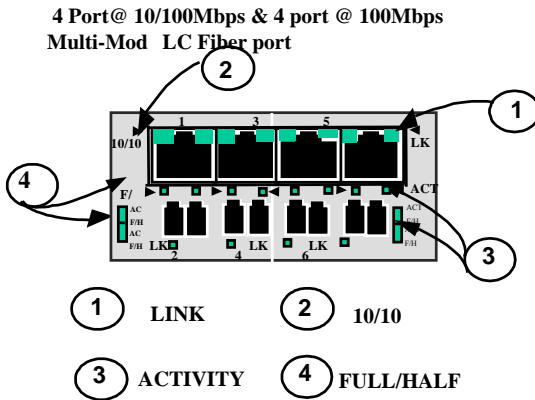 4 Port@ 10/100Mbps & 4 port @ 100Mbps
Multi-Mod LC Fiber port
2
1
1 3 5
10/10 LK
4
F/ ACT
AC ACT
F/H F/H
AC
F/H F/H
LK LK LK
2 4 6
3
1 LINK 2 10/10
3 ACTIVITY 4 FULL/HALF